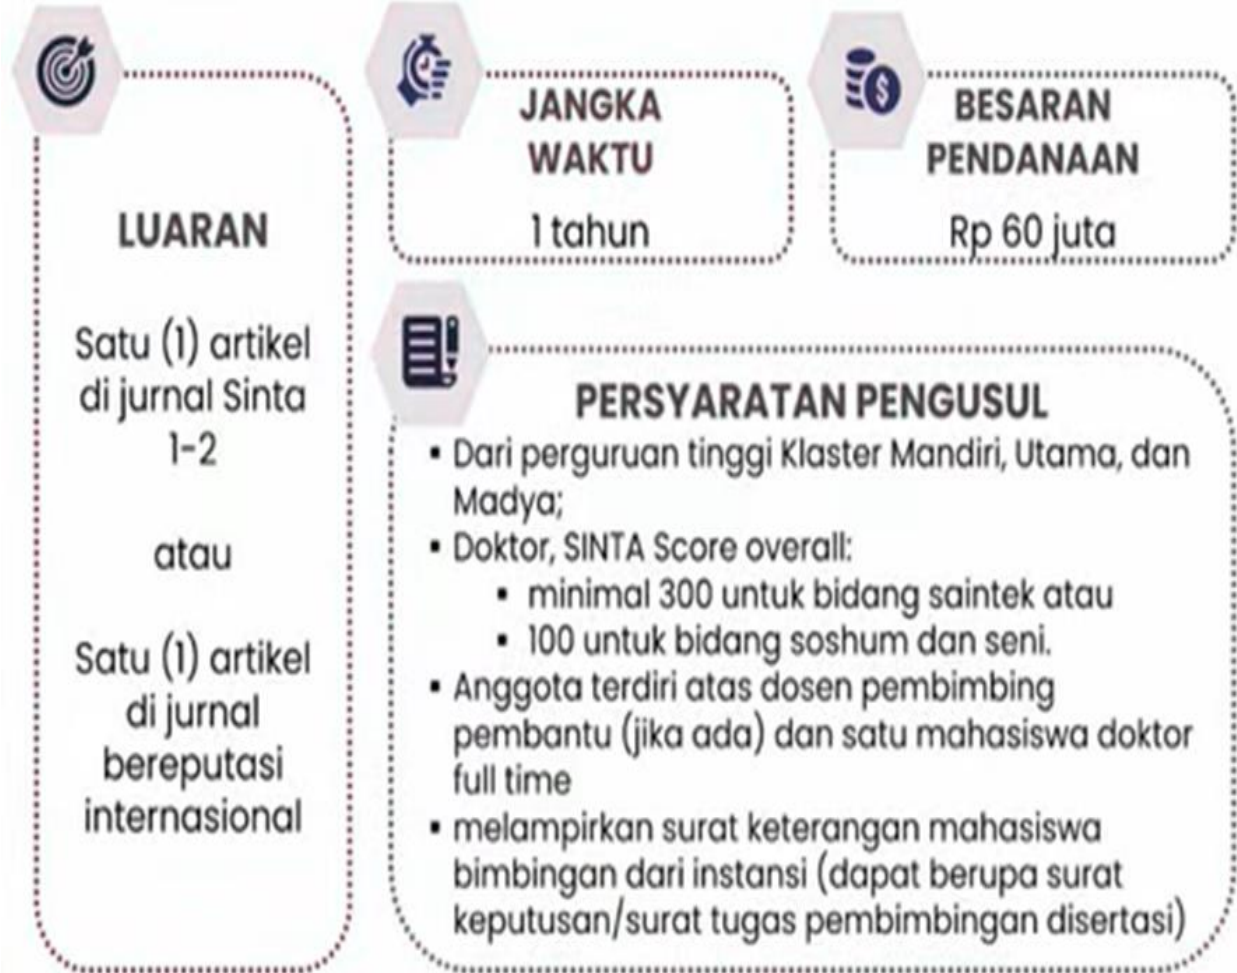 LUARAN
Satu (1) artikel
di jurnal Sinta
1-2
atau
Satu (1) artikel
di jurnal
bereputasi
internasional
JANGKA
WAKTU
1 tahun
BESARAN
PENDANAAN
Rp 60 juta
PERSYARATAN PENGUSUL
▪ Dari perguruan tinggi Klaster Mandiri, Utama, dan
Madya;
▪ Doktor, SINTA Score overall:
▪ minimal 300 untuk bidang saintek atau
▪ 100 untuk bidang soshum dan seni.
▪ Anggota terdiri atas dosen pembimbing
pembantu (jika ada) dan satu mahasiswa doktor
full time
▪ melampirkan surat keterangan mahasiswa
bimbingan dari instansi (dapat berupa surat
keputusan/surat tugas pembimbingan disertasi)